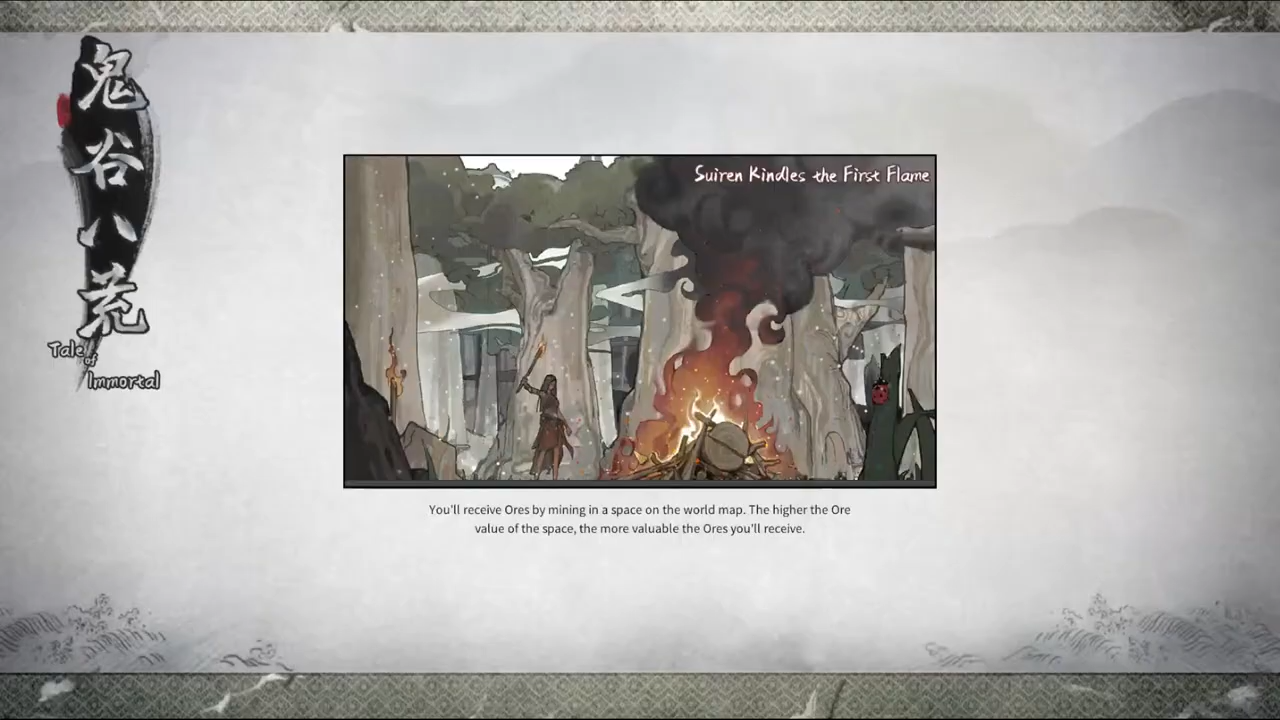 鬼谷八荒
Tale
of
Immortal
Suiren Kindles the First Flame
You'll receive Ores by mining in a space on the world map. The higher the Ore
value of the space, the more valuable the Ores you'll receive.